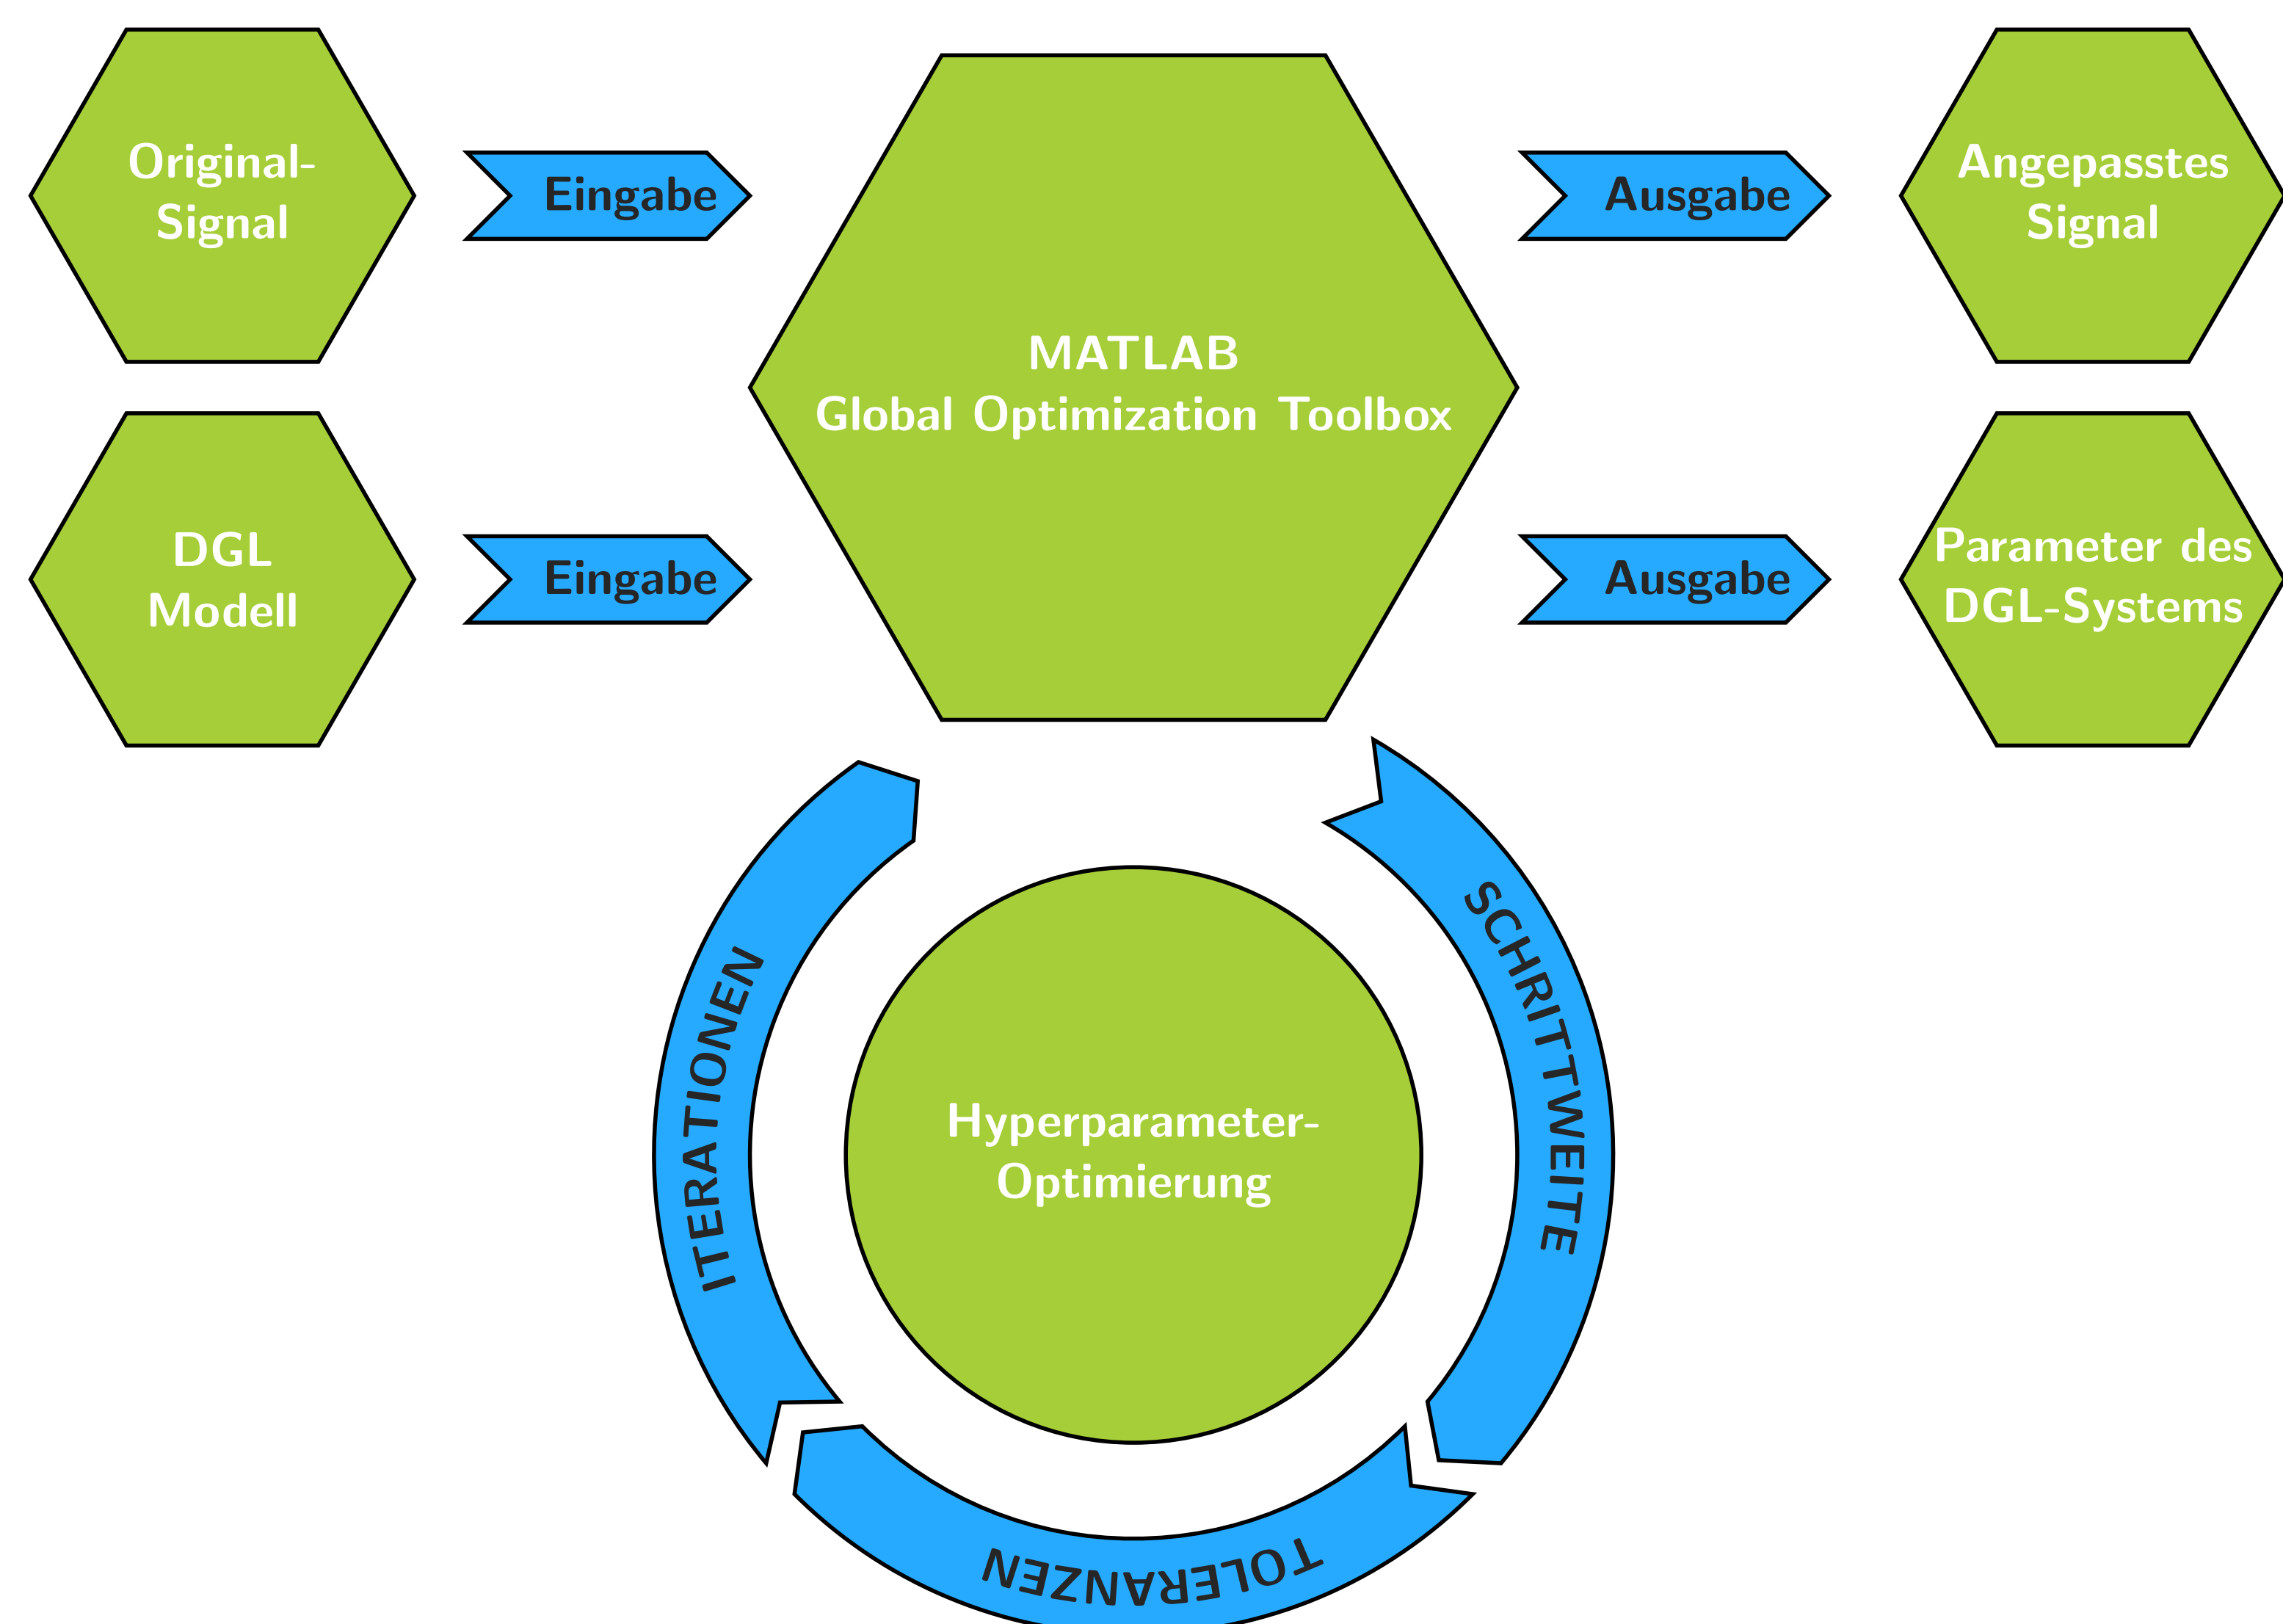 Original-
Signal
Eingabe
MATLAB
Global Optimization Toolbox
Ausgabe
Angepasstes
Signal
DGL
Modell
Eingabe
Ausgabe
Parameter des
DGL-Systems
SCHRITTWEITE
ITERATIONEN
Hyperparameter-
Optimierung
TOLERANZEN